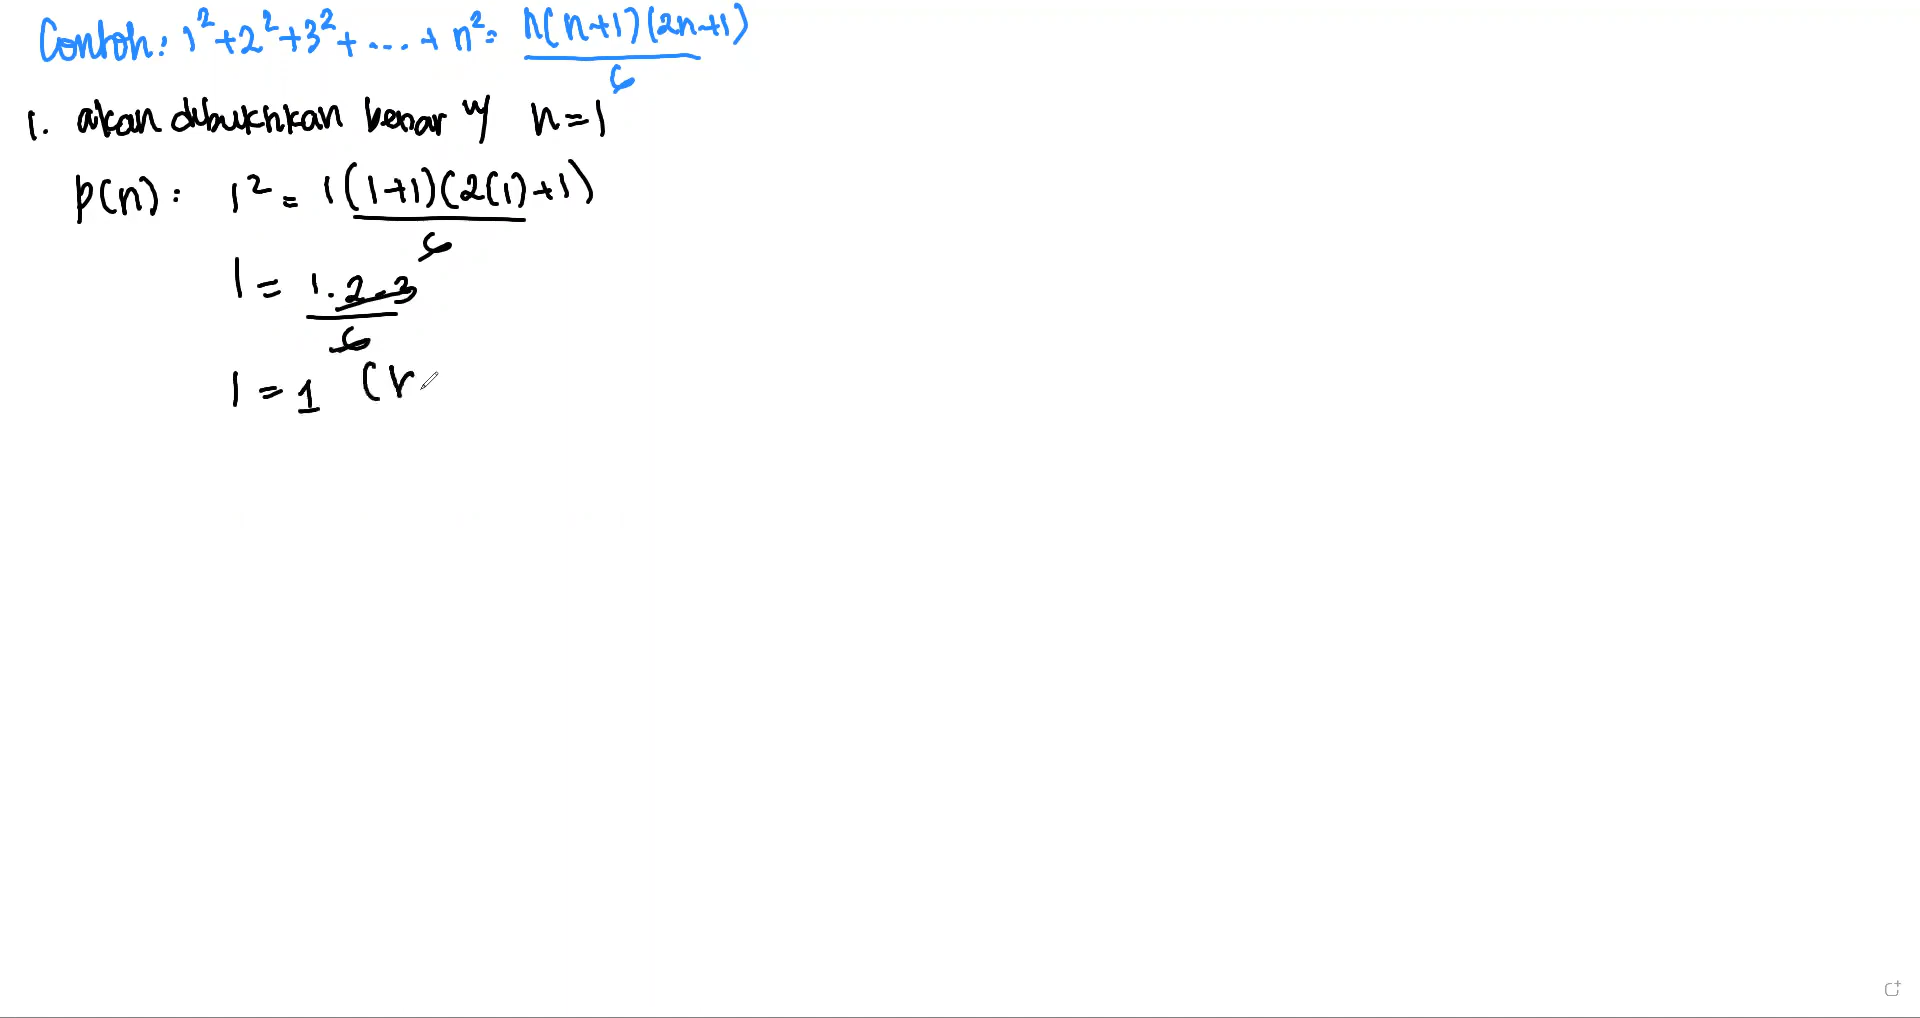 Contoh: 1² + 2² + 3² + .... + n² = n(n+1)(2n+1)
6
1. akan dibuktikan benar u/ n = 1
P(n): 1² = 1(1+1)(2(1)+1)
6
1 = 1.2.3
6
1 = 1 (